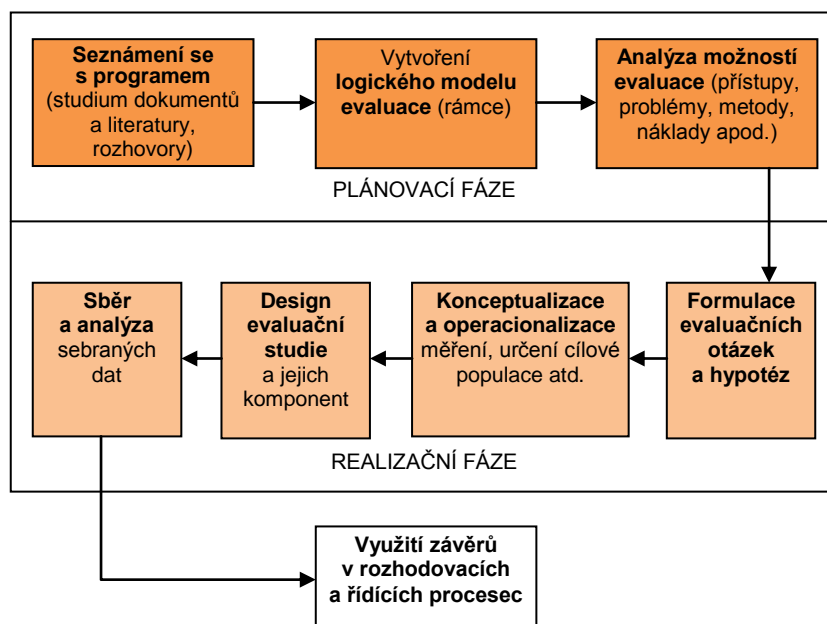 Seznámení se
s programem
(studium dokumentů
a literatury,
rozhovory)
Vytvoření
logického modelu
evaluace (rámce)
Analýza možností
evaluace (přístupy,
problémy, metody,
náklady apod.)
PLÁNOVACÍ FÁZE
Sběr
a analýza
sebraných
dat
Design
evaluační
studie
a jejich
komponent
Konceptualizace
a operacionalizace
měření, určení cílové
populace atd.
Formulace
evaluačních
otázek
a hypotéz
REALIZAČNÍ FÁZE
Využití závěrů
v rozhodovacích
a řídících procesec